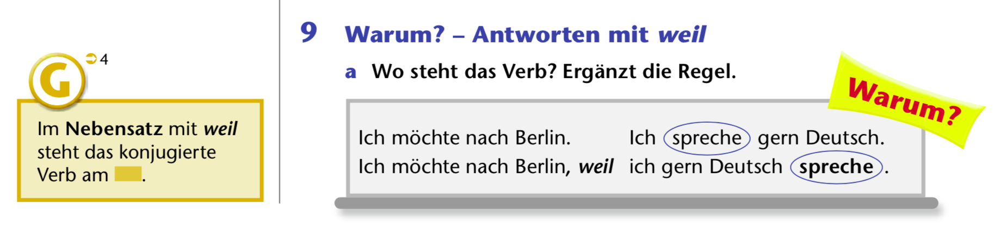 9 Warum? – Antworten mit weil
a Wo steht das Verb? Ergänzt die Regel.
G 4
Im Nebensatz mit weil
steht das konjugierte
Verb am .
Warum?
Ich möchte nach Berlin. Ich spreche gern Deutsch.
Ich möchte nach Berlin, weil ich gern Deutsch spreche.